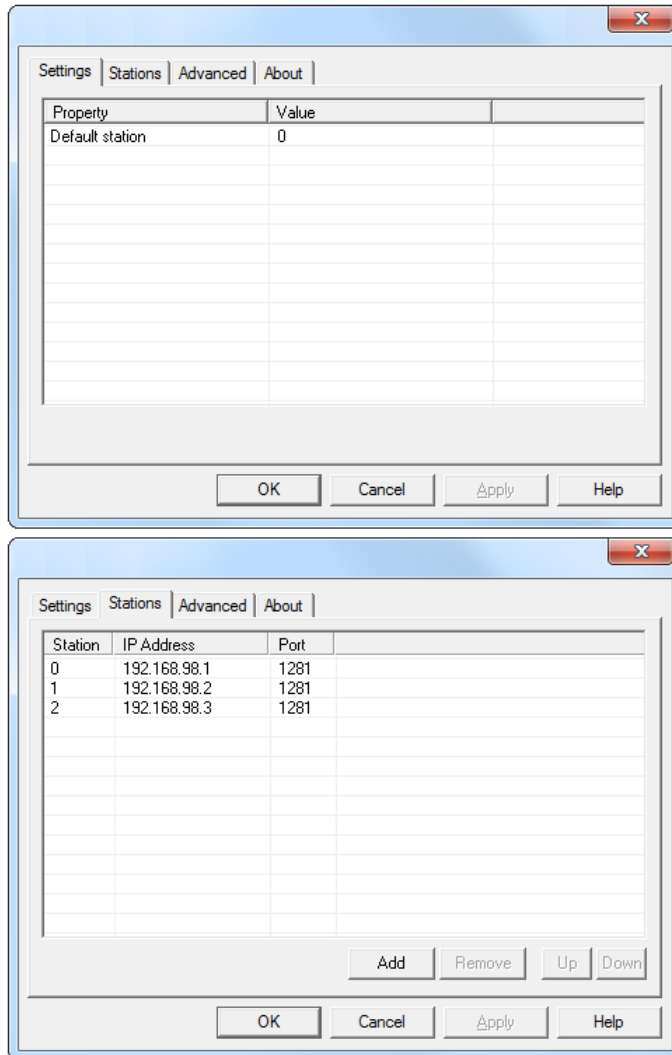 X
Settings Stations Advanced About
Property Value
Default station 0
OK Cancel Apply Help
X
Settings Stations Advanced About
Station IP Address Port
0 192.168.98.1 1281
1 192.168.98.2 1281
2 192.168.98.3 1281
Add Remove Up Down
OK Cancel Apply Help